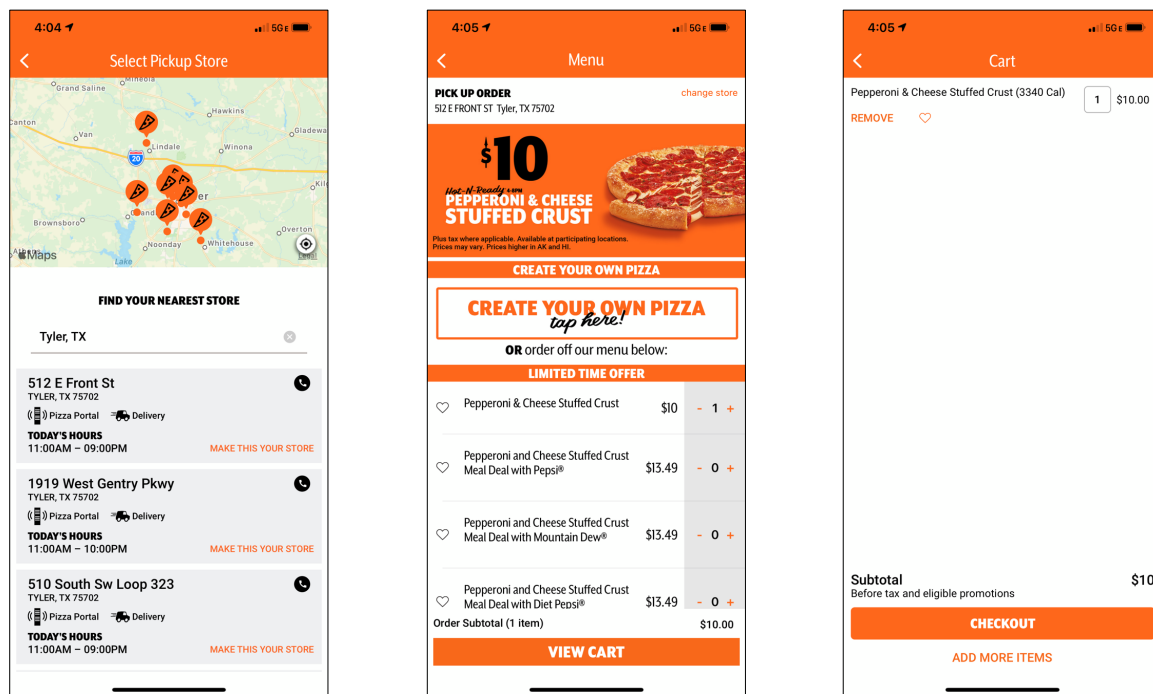 4:04
5G E
Select Pickup Store
Mineola
Grand Saline
Hawkins
Canton
Van
Gladewa
Lindale
Winona
20
Kil
er
Brownsboro
Overton
Noonday
Whitehouse
Maps
Lake
Legal
FIND YOUR NEAREST STORE
Tyler, TX
512 E Front St
TYLER, TX 75702
Pizza Portal Delivery
TODAY'S HOURS
11:00AM – 09:00PM MAKE THIS YOUR STORE
1919 West Gentry Pkwy
TYLER, TX 75702
Pizza Portal Delivery
TODAY'S HOURS
11:00AM – 10:00PM MAKE THIS YOUR STORE
510 South Sw Loop 323
TYLER, TX 75702
Pizza Portal Delivery
TODAY'S HOURS
11:00AM – 09:00PM MAKE THIS YOUR STORE
4:05
5G E
Menu
PICK UP ORDER change store
512 E FRONT ST Tyler, TX 75702
$10
Hot-N-Ready 4-8PM
PEPPERONI & CHEESE
STUFFED CRUST
Plus tax where applicable. Available at participating locations.
Prices may vary. Prices higher in AK and HI.
CREATE YOUR OWN PIZZA
CREATE YOUR OWN PIZZA
tap here!
OR order off our menu below:
LIMITED TIME OFFER
Pepperoni & Cheese Stuffed Crust $10 - 1 +
Pepperoni and Cheese Stuffed Crust
Meal Deal with Pepsi® $13.49 - 0 +
Pepperoni and Cheese Stuffed Crust
Meal Deal with Mountain Dew® $13.49 - 0 +
Pepperoni and Cheese Stuffed Crust
Meal Deal with Diet Pepsi® $13.49 - 0 +
Order Subtotal (1 item) $10.00
VIEW CART
4:05
5G E
Cart
Pepperoni & Cheese Stuffed Crust (3340 Cal) 1 $10.00
REMOVE
Subtotal $10
Before tax and eligible promotions
CHECKOUT
ADD MORE ITEMS